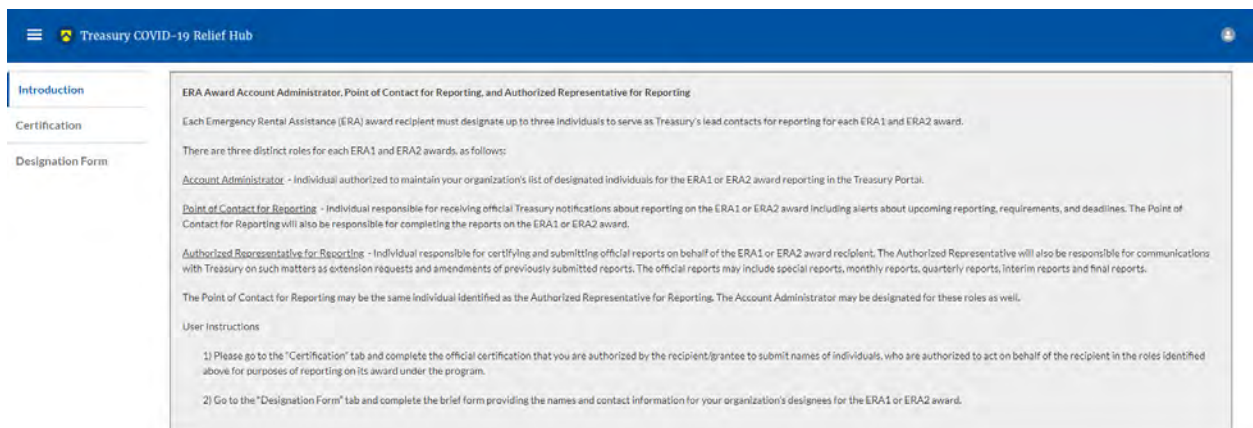 Treasury COVID-19 Relief Hub
Introduction
Certification
Designation Form
ERA Award Account Administrator, Point of Contact for Reporting, and Authorized Representative for Reporting
Each Emergency Rental Assistance (ERA) award recipient must designate up to three individuals to serve as Treasury's lead contacts for reporting for each ERA1 and ERA2 award.
There are three distinct roles for each ERA1 and ERA2 awards, as follows:
Account Administrator - Individual authorized to maintain your organization's list of designated individuals for the ERA1 or ERA2 award reporting in the Treasury Portal.
Point of Contact for Reporting - Individual responsible for receiving official Treasury notifications about reporting on the ERA1 or ERA2 award including alerts about upcoming reporting, requirements, and deadlines. The Point of
Contact for Reporting will also be responsible for completing the reports on the ERA1 or ERA2 award.
Authorized Representative for Reporting - Individual responsible for certifying and submitting official reports on behalf of the ERA1 or ERA2 award recipient. The Authorized Representative will also be responsible for communications
with Treasury on such matters as extension requests and amendments of previously submitted reports. The official reports may include special reports, monthly reports, quarterly reports, interim reports and final reports.
The Point of Contact for Reporting may be the same individual identified as the Authorized Representative for Reporting. The Account Administrator may be designated for these roles as well.
User Instructions
1) Please go to the "Certification" tab and complete the official certification that you are authorized by the recipient/grantee to submit names of individuals, who are authorized to act on behalf of the recipient in the roles identified
above for purposes of reporting on its award under the program.
2) Go to the "Designation Form" tab and complete the brief form providing the names and contact information for your organization's designees for the ERA1 or ERA2 award.